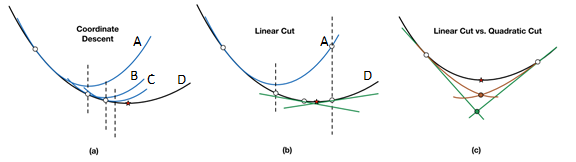 Coordinate
Descent
A
B
C
D
(a)
Linear Cut
A
D
(b)
Linear Cut vs. Quadratic Cut
(c)